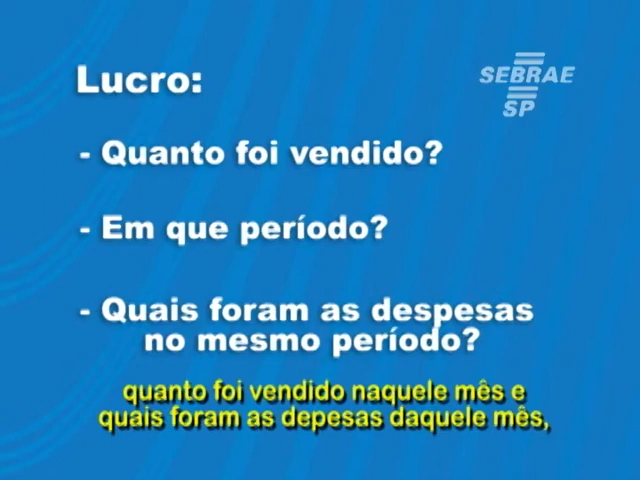 Lucro:
SEBRAE
SP
- Quanto foi vendido?
- Em que período?
- Quais foram as despesas
no mesmo período?
quanto foi vendido naquele mês e
quais foram as depesas daquele mês,